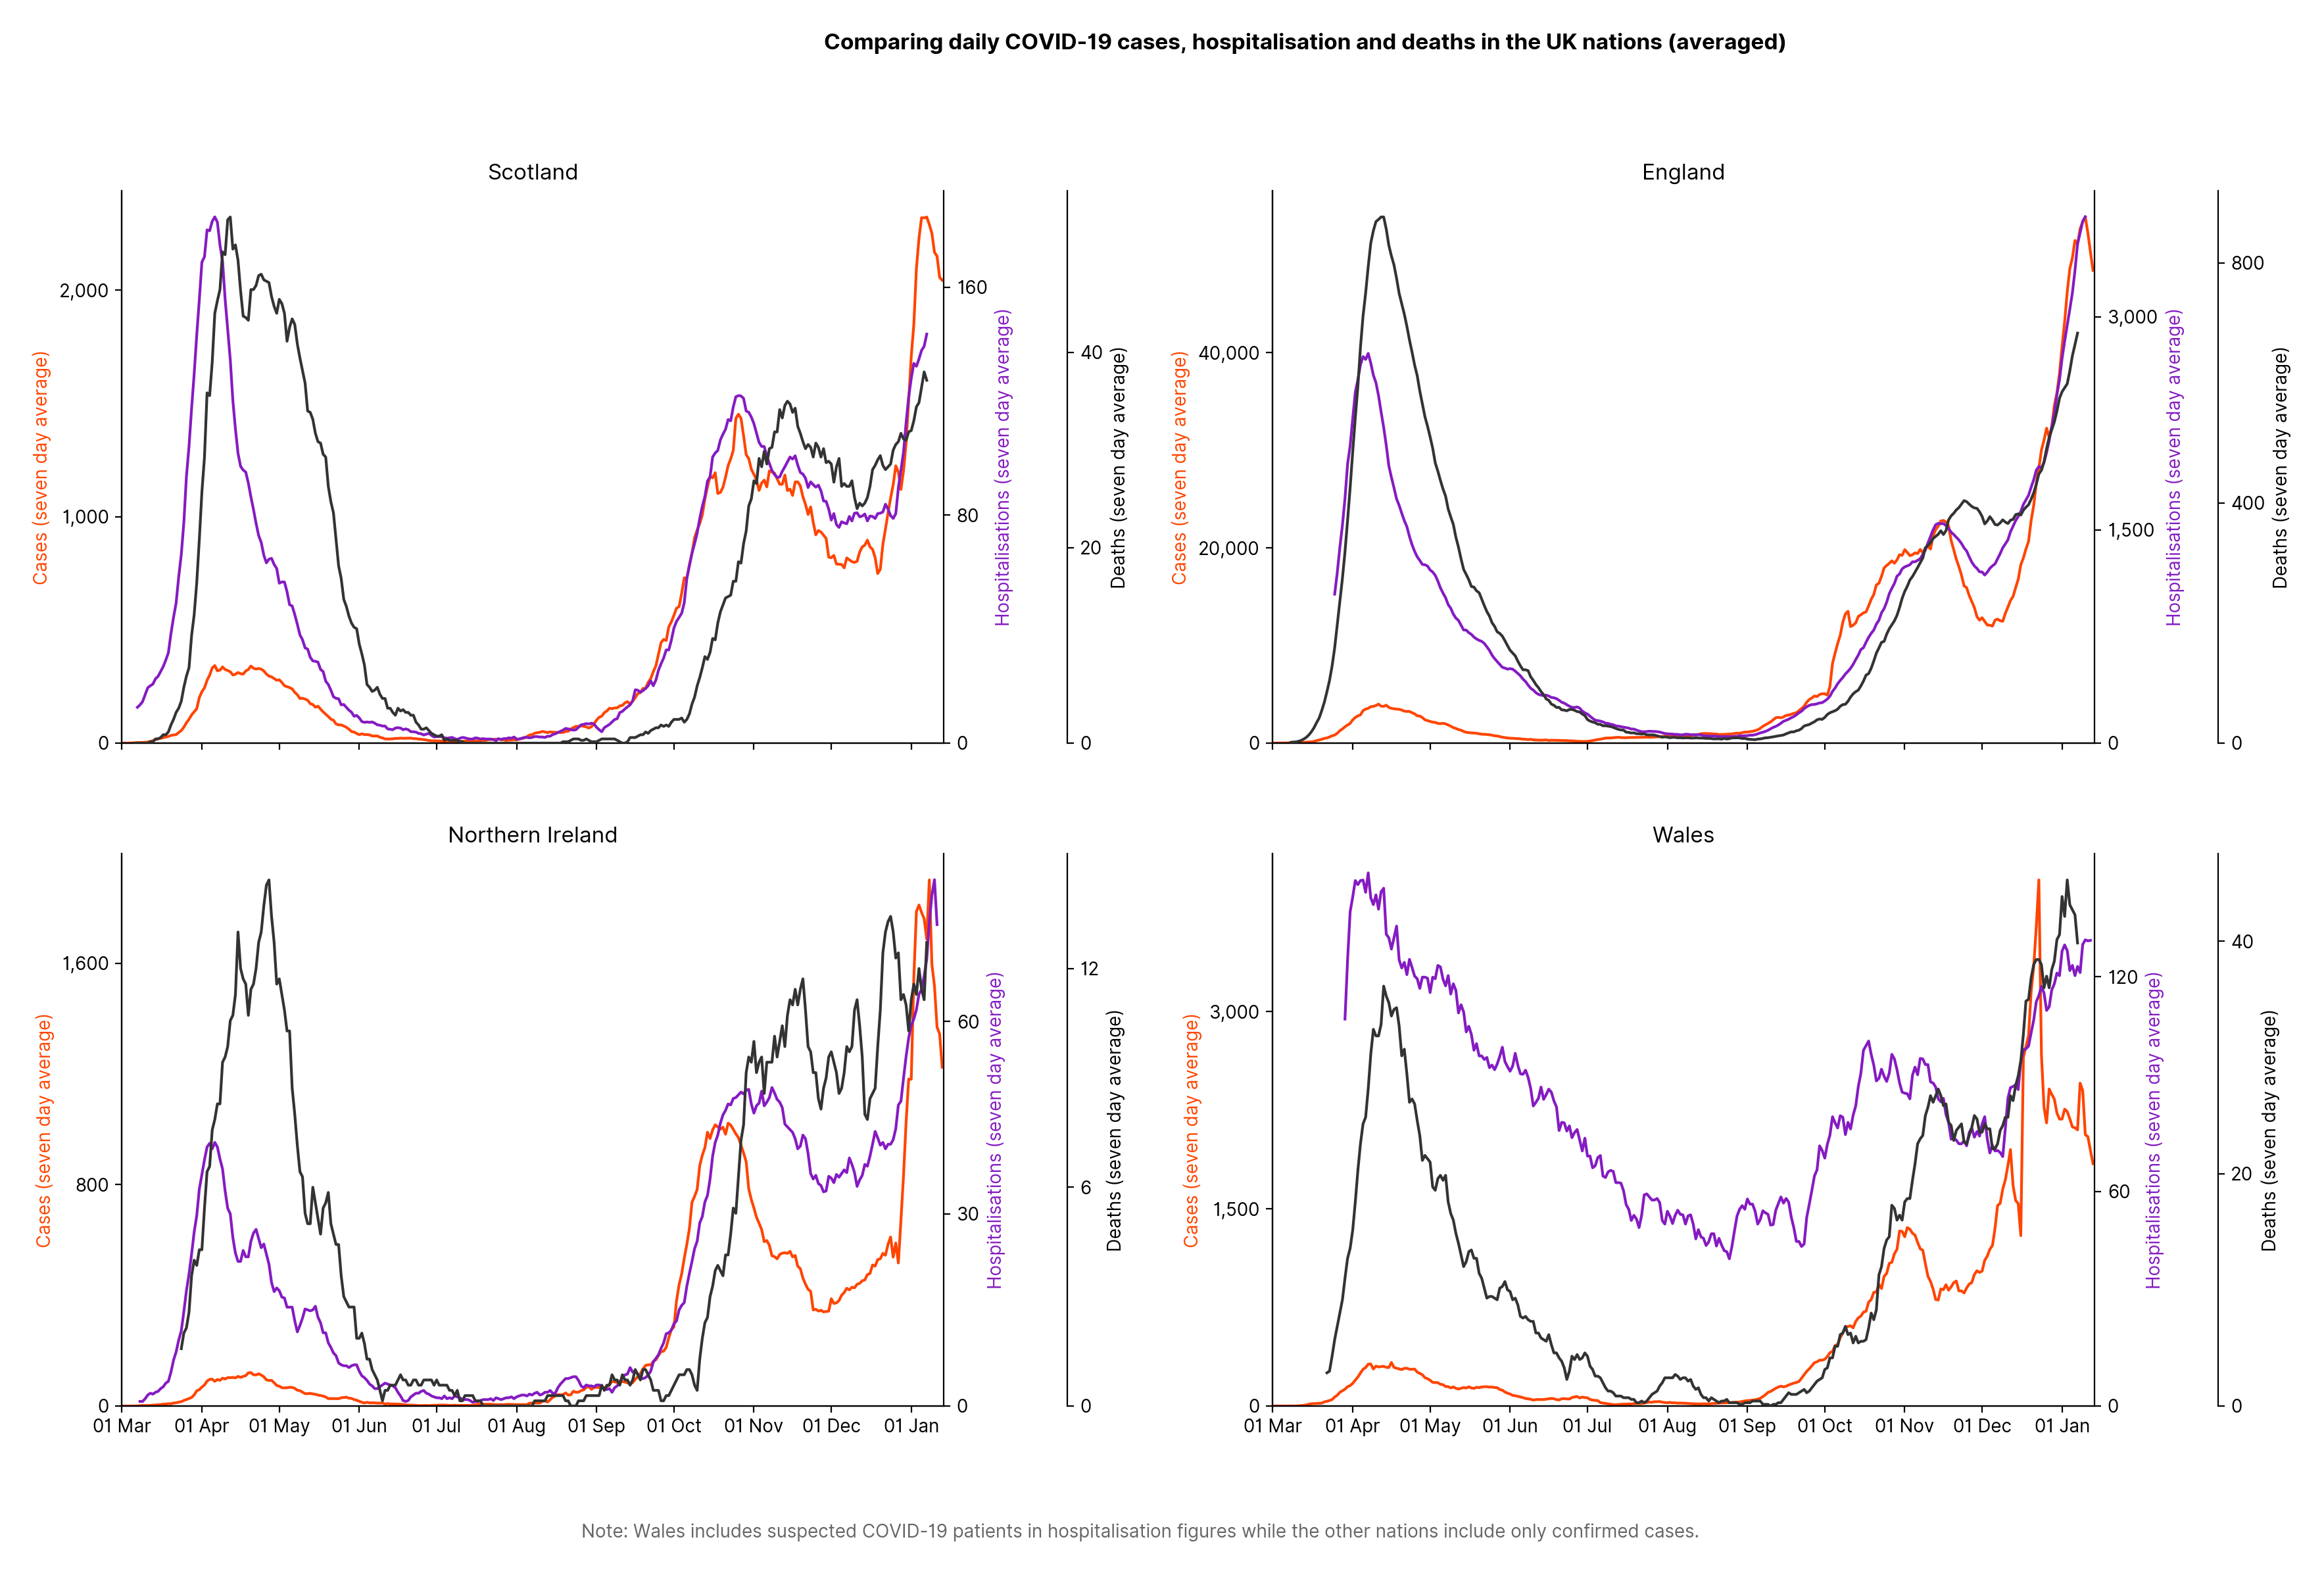 Comparing daily COVID-19 cases, hospitalisation and deaths in the UK nations (averaged)
Scotland
Cases (seven day average)
2,000
1,000
0
160
80
0
Hospitalisations (seven day average)
40
20
0
Deaths (seven day average)
England
Cases (seven day average)
40,000
20,000
0
3,000
1,500
0
Hospitalisations (seven day average)
800
400
0
Deaths (seven day average)
Northern Ireland
Cases (seven day average)
1,600
800
0
01 Mar 01 Apr 01 May 01 Jun 01 Jul 01 Aug 01 Sep 01 Oct 01 Nov 01 Dec 01 Jan
60
30
0
Hospitalisations (seven day average)
12
6
0
Deaths (seven day average)
Wales
Cases (seven day average)
3,000
1,500
0
01 Mar 01 Apr 01 May 01 Jun 01 Jul 01 Aug 01 Sep 01 Oct 01 Nov 01 Dec 01 Jan
120
60
0
Hospitalisations (seven day average)
40
20
0
Deaths (seven day average)
Note: Wales includes suspected COVID-19 patients in hospitalisation figures while the other nations include only confirmed cases.